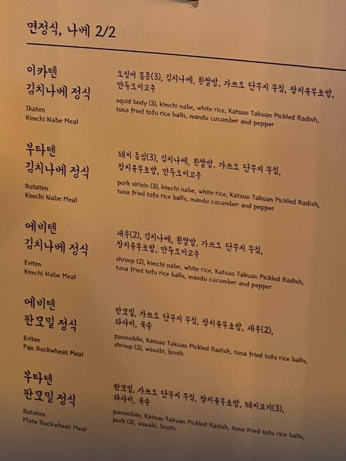 면정식, 나베 2/2
이카텐
김치나베 정식
Ikaten
Kimchi Nabe Meal
오징어 몸통(3), 김치나베, 흰쌀밥, 가쓰오 단무지 무침, 참치유부초밥,
만두오이고추
squid body (3), kimchi nabe, white rice, Katsuo Takuan Pickled Radish,
tuna fried tofu rice balls, mandu cucumber and pepper
부타텐
김치나베 정식
Butaten
Kimchi Nabe Meal
돼지 등심(3), 김치나베, 흰쌀밥, 가쓰오 단무지 무침,
참치유부초밥, 만두오이고추
pork sirloin (3), kimchi nabe, white rice, Katsuo Takuan Pickled Radish,
tuna fried tofu rice balls, mandu cucumber and pepper
에비텐
김치나베 정식
Eviten
Kimchi Nabe Meal
새우(2), 김치나베, 흰쌀밥, 가쓰오 단무지 무침,
참치유부초밥, 만두오이고추
shrimp (2), kimchi nabe, white rice, Katsuo Takuan Pickled Radish,
tuna fried tofu rice balls, mandu cucumber and pepper
에비텐
판모밀 정식
Eviten
Pan Buckwheat Meal
판모밀, 가쓰오 단무지 무침, 참치유부초밥, 새우(2),
와사비, 육수
panmobile, Katsuo Takuan Pickled Radish, tuna fried tofu rice balls,
shrimp (2), wasabi, broth
부타텐
판모밀 정식
Butaten
Plate Buckwheat Meal
판모밀, 가쓰오 단무지 무침, 참치유부초밥, 돼지고기(3),
와사비, 육수
panmobile, Katsuo Takuan Pickled Radish, tuna fried tofu rice balls,
pork (3), wasabi, broth